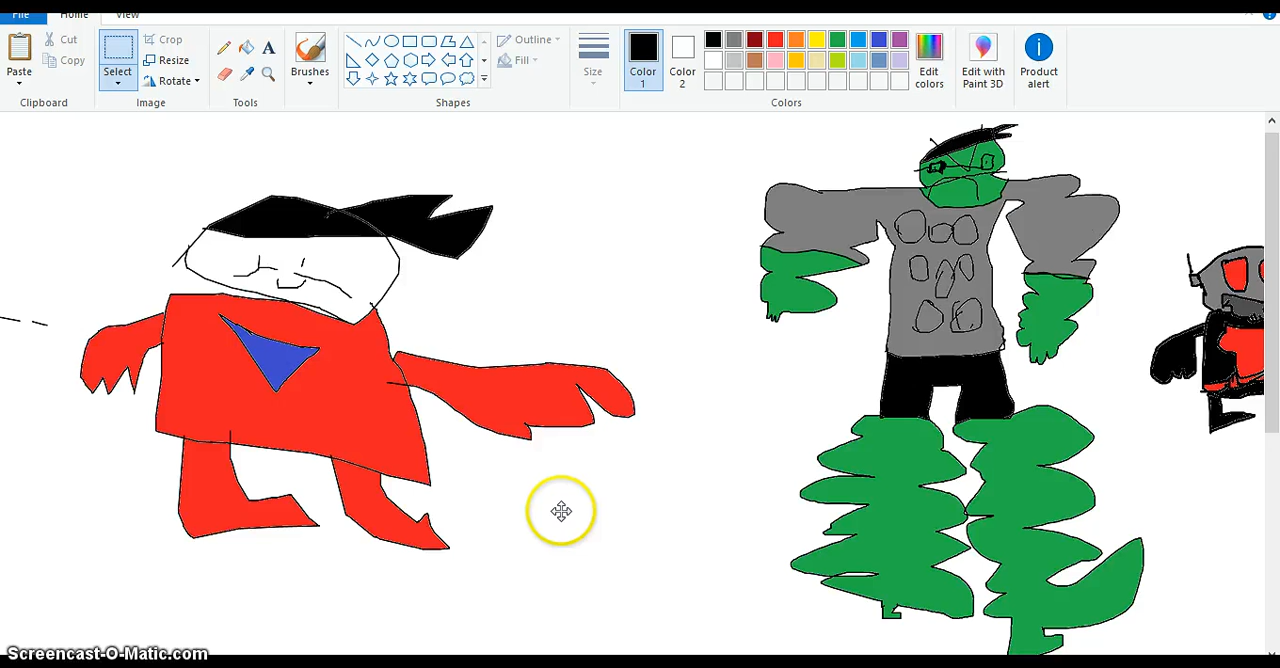 File Home View
Cut
Copy
Paste
Clipboard
Crop
Resize
Rotate
Select
Image
A
Tools
Brushes
Outline
Fill
Shapes
Size
Color
1
Color
2
Edit
colors
Colors
Edit with
Paint 3D
Product
alert
Screencast-O-Matic.com